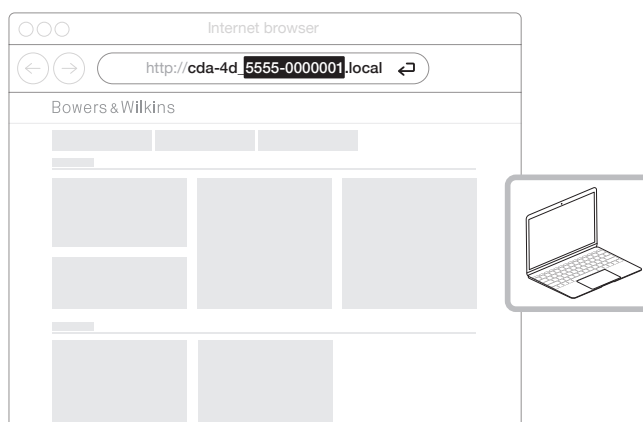 Internet browser
http://cda-4d_5555-0000001.local
Bowers & Wilkins